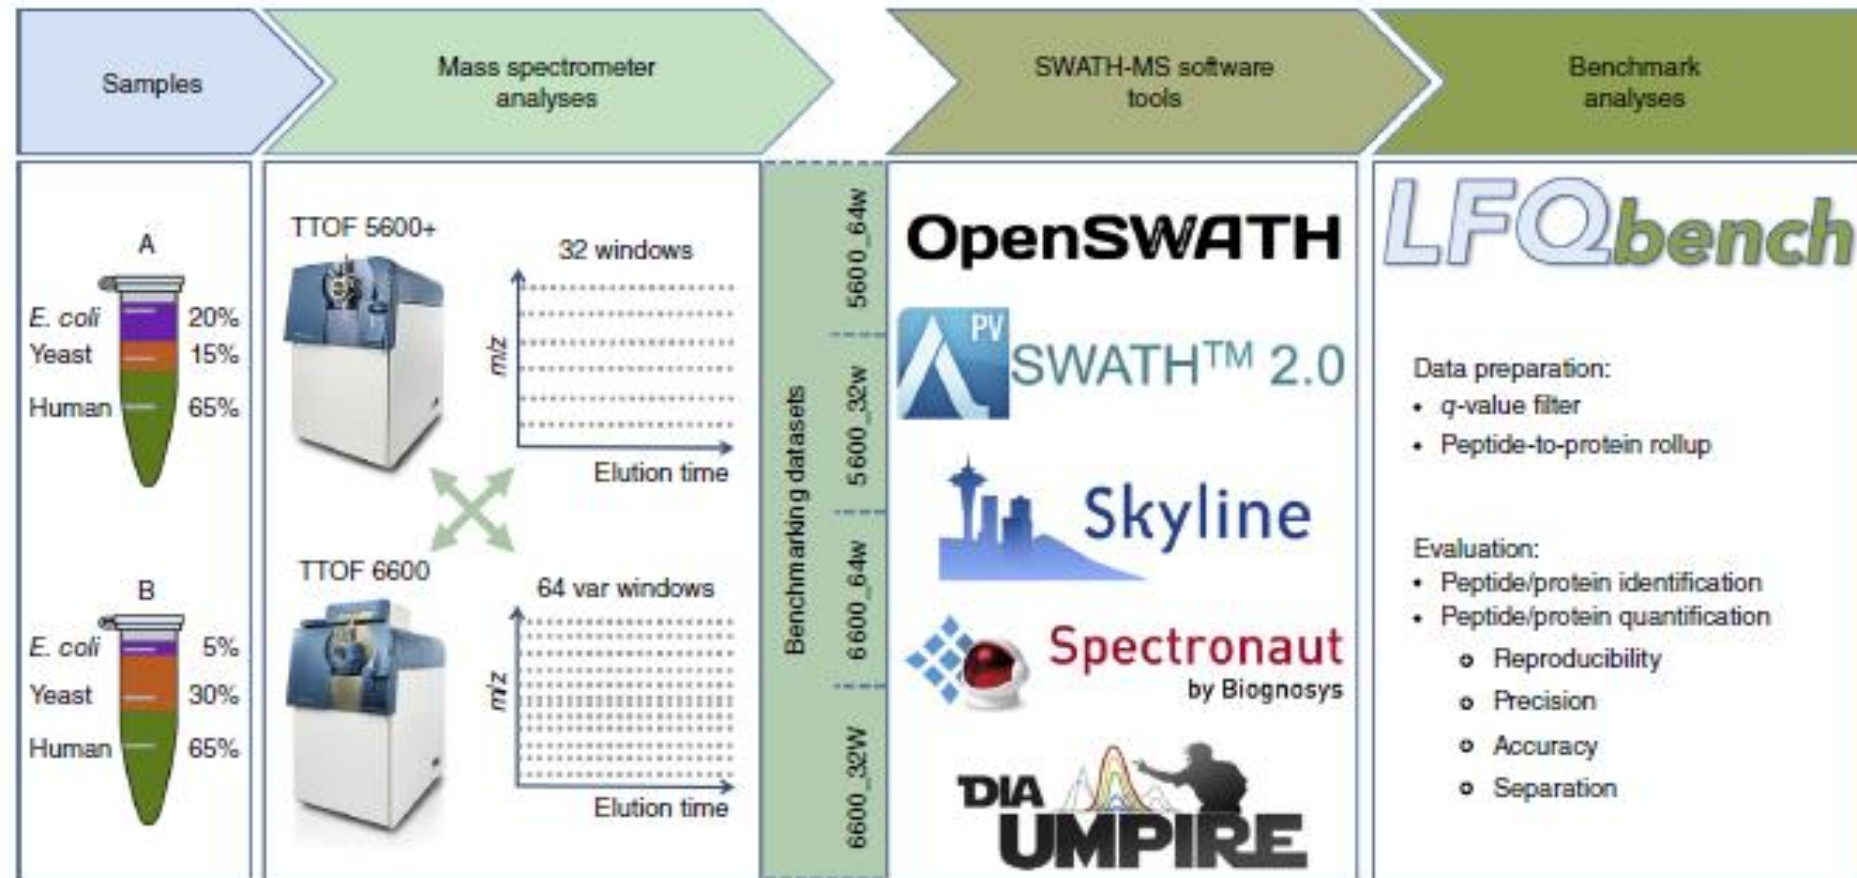 Samples
Mass spectrometer
analyses
SWATH-MS software
tools
Benchmark
analyses
A
E. coli 20%
Yeast 15%
Human 65%
B
E. coli 5%
Yeast 30%
Human 65%
TTOF 5600+
32 windows
m/z
Elution time
TTOF 6600
64 var windows
m/z
Elution time
Benchmarking datasets
5600_64w
5600_32w
6600_64w
6600_32W
OpenSWATH
PV
SWATH™ 2.0
Skyline
Spectronaut
by Biognosys
DIA
UMPIRE
LFQbench
Data preparation:
• q-value filter
• Peptide-to-protein rollup
Evaluation:
• Peptide/protein identification
• Peptide/protein quantification
o Reproducibility
o Precision
o Accuracy
o Separation